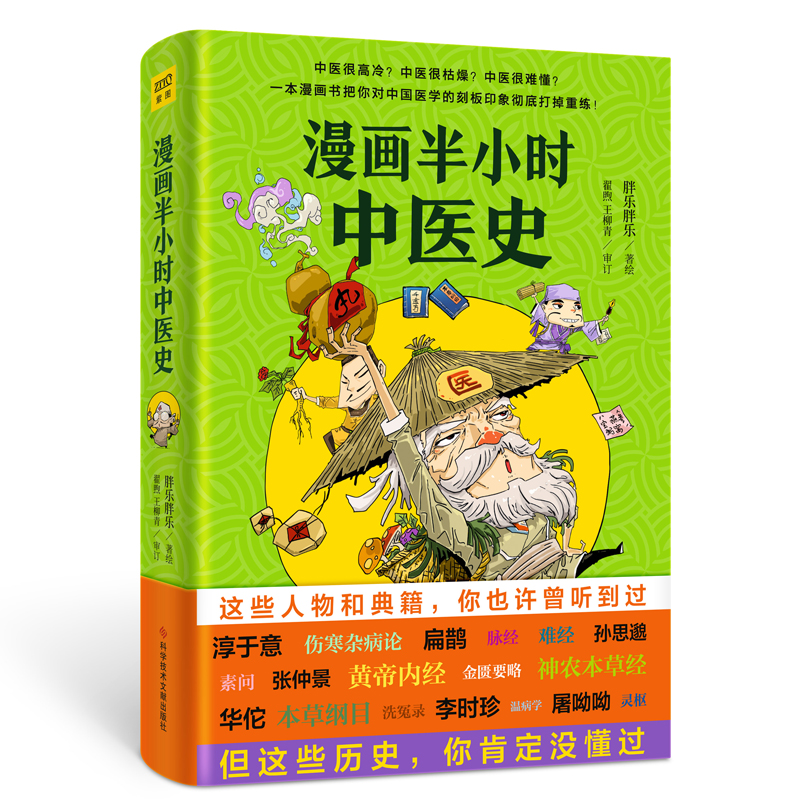 ZITO
紫图
漫画半小时中医史
胖乐胖乐／著绘
翟煦 王柳青／审订
科学技术文献出版社
中医很高冷？中医很枯燥？中医很难懂？
一本漫画书把你对中国医学的刻板印象彻底打掉重练！
漫画半小时
中医史
胖乐胖乐／著绘
翟煦 王柳青／审订
医
这些人物和典籍，你也许曾听到过
淳于意 伤寒杂病论 扁鹊 脉经 难经 孙思邈
素问 张仲景 黄帝内经 金匮要略 神农本草经
华佗 本草纲目 洗冤录 李时珍 温病学 屠呦呦 灵枢
但这些历史，你肯定没懂过